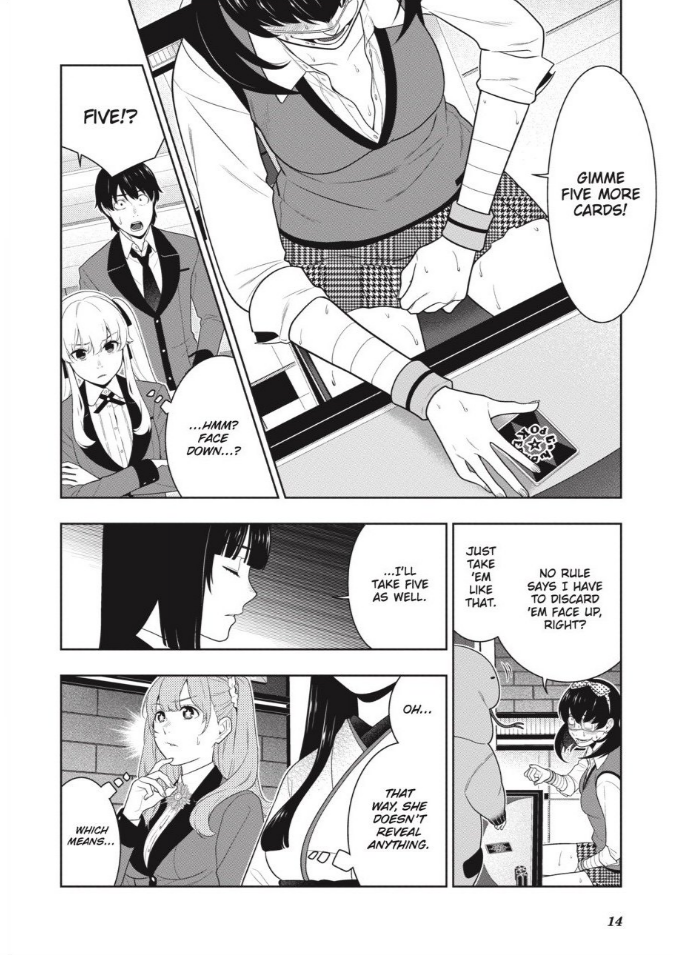 GIMME
FIVE MORE
CARDS!
FIVE!?
...HMM?
FACE
DOWN...?
NO RULE
SAYS I HAVE
TO DISCARD
'EM FACE UP,
RIGHT?
JUST
TAKE
'EM
LIKE
THAT.
...I'LL
TAKE FIVE
AS WELL.
OH...
THAT
WAY, SHE
DOESN'T
REVEAL
ANYTHING.
WHICH
MEANS...
14